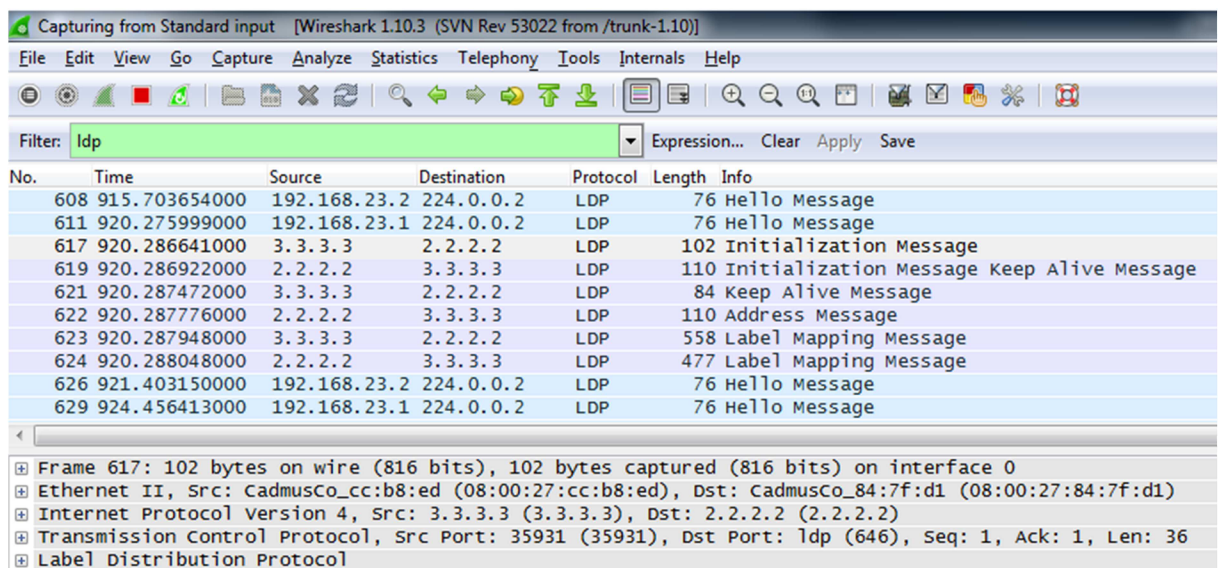 Capturing from Standard input [Wireshark 1.10.3 (SVN Rev 53022 from /trunk-1.10)]
File Edit View Go Capture Analyze Statistics Telephony Tools Internals Help
Filter: ldp Expression... Clear Apply Save
No. Time Source Destination Protocol Length Info
608 915.703654000 192.168.23.2 224.0.0.2 LDP 76 Hello Message
611 920.275999000 192.168.23.1 224.0.0.2 LDP 76 Hello Message
617 920.286641000 3.3.3.3 2.2.2.2 LDP 102 Initialization Message
619 920.286922000 2.2.2.2 3.3.3.3 LDP 110 Initialization Message Keep Alive Message
621 920.287472000 3.3.3.3 2.2.2.2 LDP 84 Keep Alive Message
622 920.287776000 2.2.2.2 3.3.3.3 LDP 110 Address Message
623 920.287948000 3.3.3.3 2.2.2.2 LDP 558 Label Mapping Message
624 920.288048000 2.2.2.2 3.3.3.3 LDP 477 Label Mapping Message
626 921.403150000 192.168.23.2 224.0.0.2 LDP 76 Hello Message
629 924.456413000 192.168.23.1 224.0.0.2 LDP 76 Hello Message
Frame 617: 102 bytes on wire (816 bits), 102 bytes captured (816 bits) on interface 0
Ethernet II, Src: CadmusCo_cc:b8:ed (08:00:27:cc:b8:ed), Dst: CadmusCo_84:7f:d1 (08:00:27:84:7f:d1)
Internet Protocol Version 4, Src: 3.3.3.3 (3.3.3.3), Dst: 2.2.2.2 (2.2.2.2)
Transmission Control Protocol, Src Port: 35931 (35931), Dst Port: ldp (646), Seq: 1, Ack: 1, Len: 36
Label Distribution Protocol